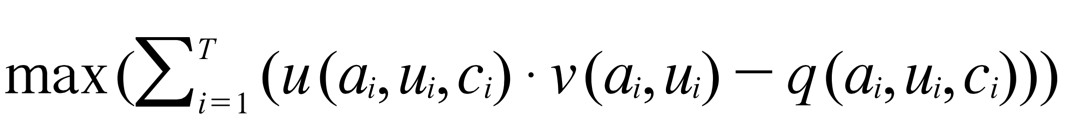 max(∑_{i=1}^{T} (u(a_i, u_i, c_i) · v(a_i, u_i) − q(a_i, u_i, c_i)))